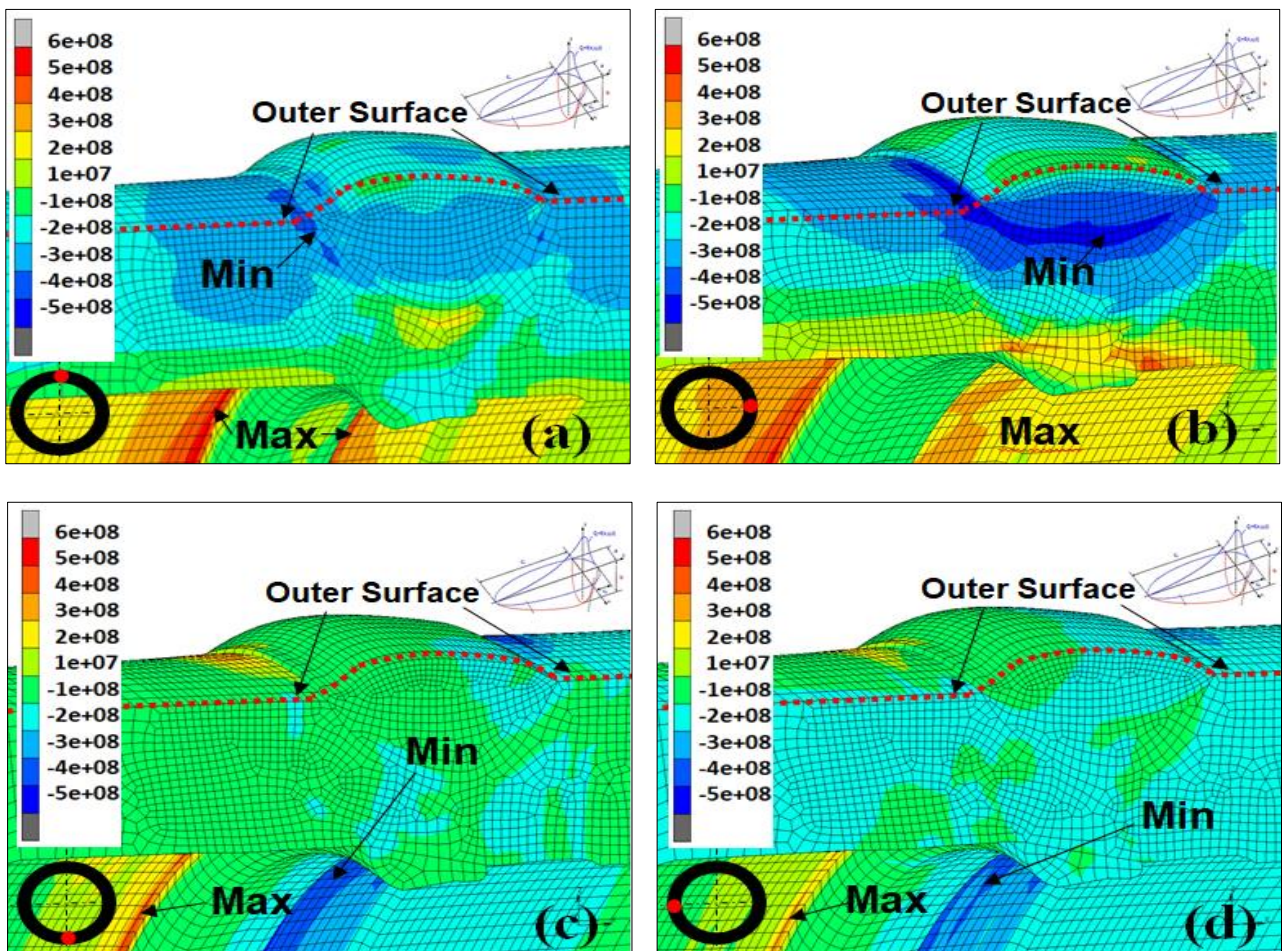 6e+08
5e+08
4e+08
3e+08
2e+08
1e+07
-1e+08
-2e+08
-3e+08
-4e+08
-5e+08
Outer Surface
Min
Max
(a)
6e+08
5e+08
4e+08
3e+08
2e+08
1e+07
-1e+08
-2e+08
-3e+08
-4e+08
-5e+08
Outer Surface
Min
Max
(b)
6e+08
5e+08
4e+08
3e+08
2e+08
1e+07
-1e+08
-2e+08
-3e+08
-4e+08
-5e+08
Outer Surface
Min
Max
(c)
6e+08
5e+08
4e+08
3e+08
2e+08
1e+07
-1e+08
-2e+08
-3e+08
-4e+08
-5e+08
Outer Surface
Min
Max
(d)